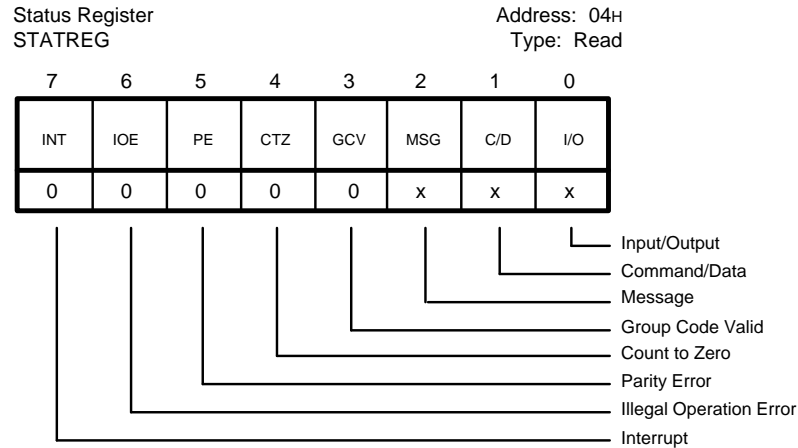 Status Register Address: 04H
STATREG Type: Read
7 6 5 4 3 2 1 0
INT IOE PE CTZ GCV MSG C/D I/O
0 0 0 0 0 x x x
Input/Output
Command/Data
Message
Group Code Valid
Count to Zero
Parity Error
Illegal Operation Error
Interrupt